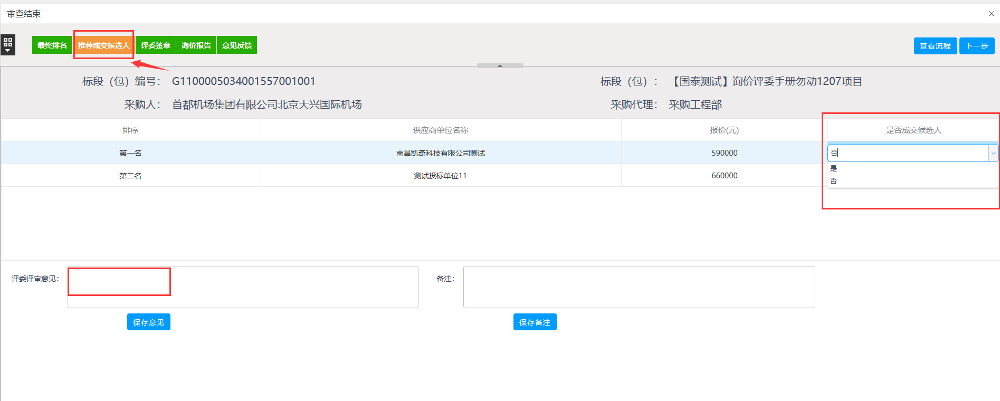 审查结束
最终排名 推荐成交候选人 评委签章 询价报告 意见反馈 查看流程 下一步
标段（包）编号： G1100005034001557001001 标段（包）： 【国泰测试】询价评委手册勿动1207项目
采购人： 首都机场集团有限公司北京大兴国际机场 采购代理： 采购工程部
排序 供应商单位名称 报价(元) 是否成交候选人
第一名 南昌凯奇科技有限公司测试 590000 否
是
第二名 测试投标单位11 660000
否
评委评审意见： 备注：
保存意见 保存备注